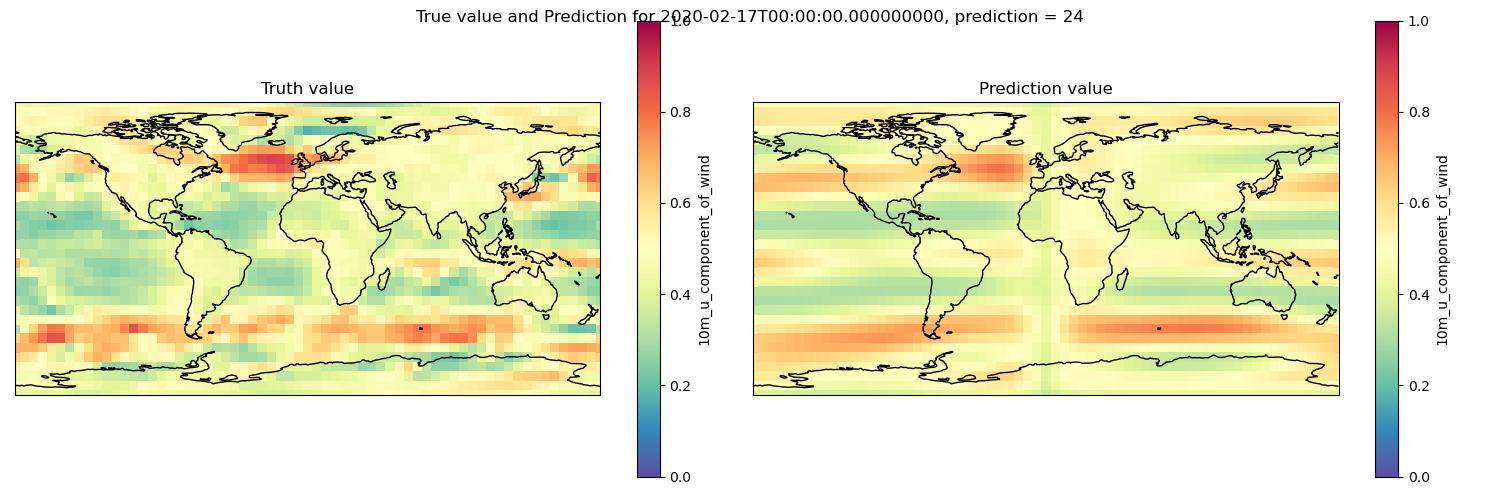 True value and Prediction for 2020-02-17T00:00:00.000000000, prediction = 24
Truth value
Prediction value
1.0
0.8
0.6
0.4
0.2
0.0
10m_u_component_of_wind
1.0
0.8
0.6
0.4
0.2
0.0
10m_u_component_of_wind